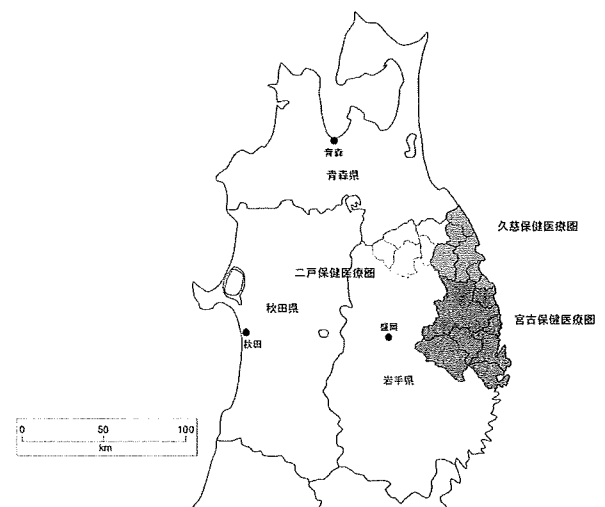 青森
青森県
久慈保健医療圏
二戸保健医療圏
秋田県
宮古保健医療圏
盛岡
秋田
岩手県
0 50 100
km